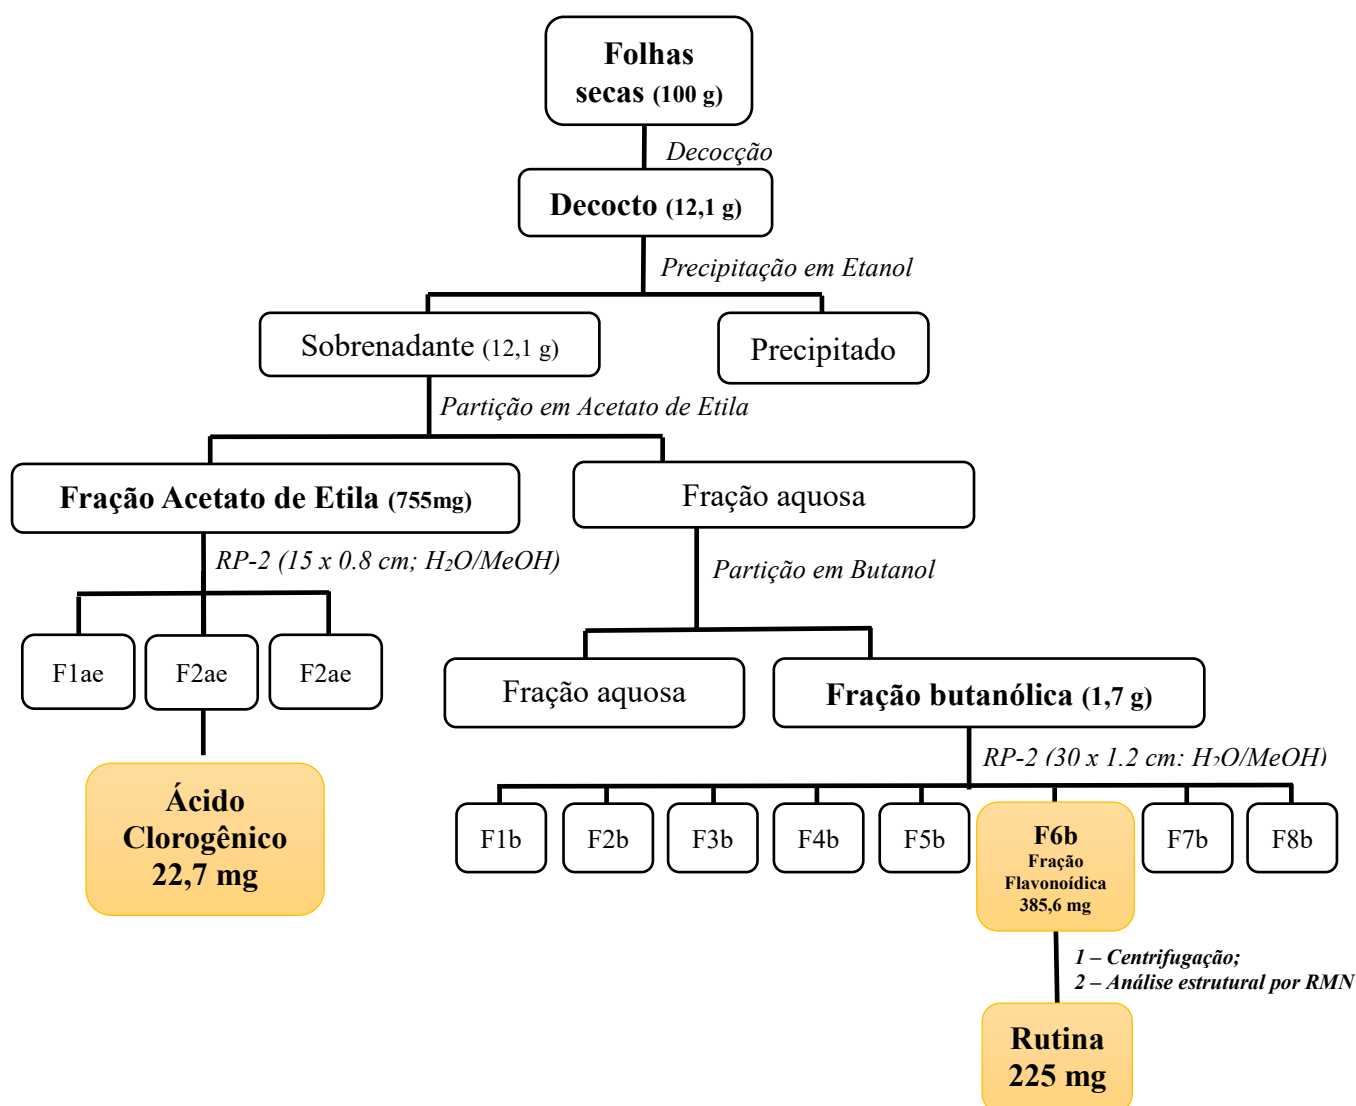 Folhas
secas (100 g)
Decocção
Decocto (12,1 g)
Precipitação em Etanol
Sobrenadante (12,1 g)
Precipitado
Partição em Acetato de Etila
Fração Acetato de Etila (755mg)
Fração aquosa
RP-2 (15 x 0.8 cm; H₂O/MeOH)
Partição em Butanol
F1ae
F2ae
F2ae
Fração aquosa
Fração butanólica (1,7 g)
RP-2 (30 x 1.2 cm: H₂O/MeOH)
Ácido
Clorogênico
22,7 mg
F1b
F2b
F3b
F4b
F5b
F6b
Fração
Flavonoídica
385,6 mg
F7b
F8b
1 – Centrifugação;
2 – Análise estrutural por RMN
Rutina
225 mg